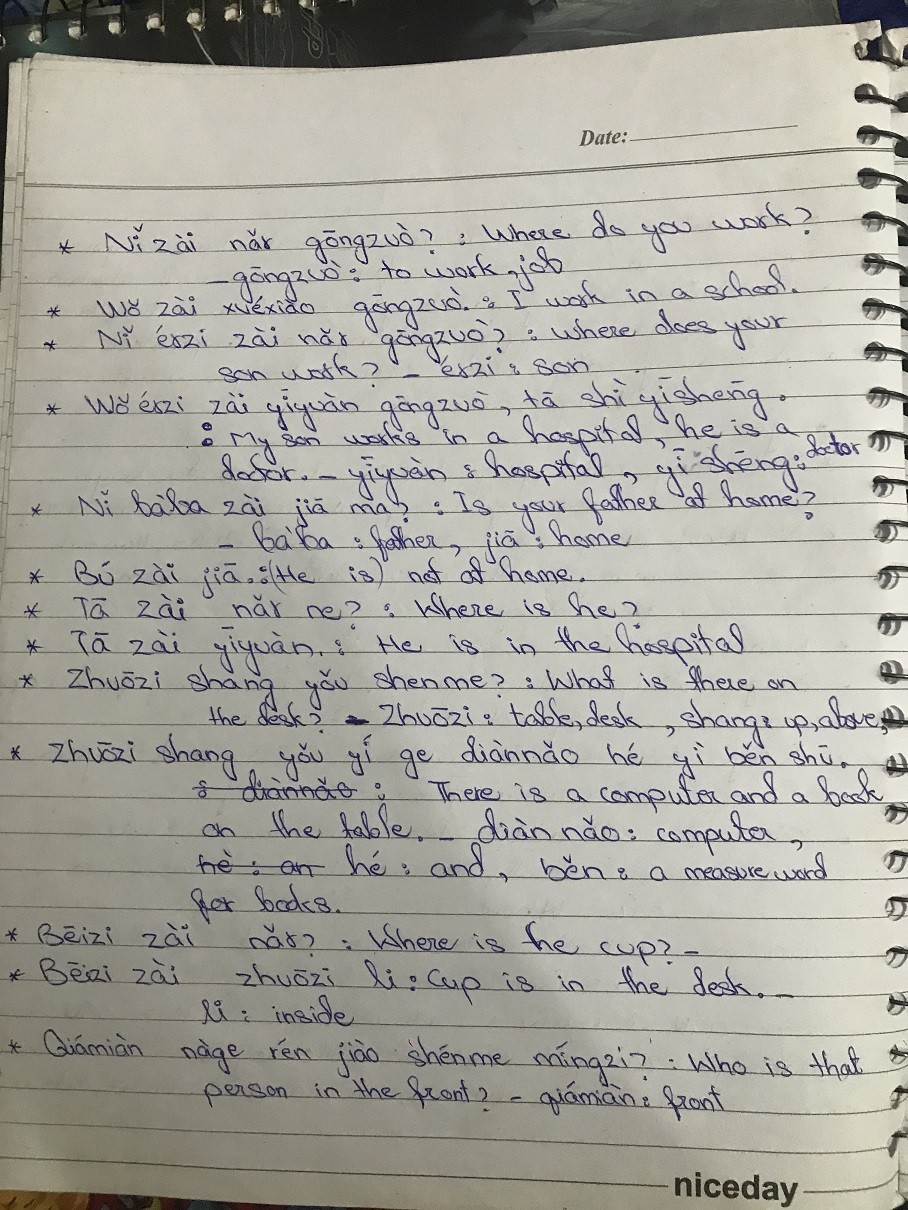 Date:
* Nǐ zài nǎr gōngzuò? : Where do you work?
- gōngzuò : to work, job
* Wǒ zài xuéxiào gōngzuò. : I work in a school.
* Nǐ érzi zài nǎr gōngzuò? : where does your
son work? - érzi : son
* Wǒ érzi zài yīyuàn gōngzuò, tā shì yīshēng.
: My son works in a hospital, he is a
doctor. - yīyuàn : hospital, yī shēng : doctor
* Nǐ bàba zài jiā ma? : Is your father at home?
- bàba : father, jiā : home
* Bú zài jiā. : (He is) not at home.
* Tā zài nǎr ne? : Where is he?
* Tā zài yīyuàn. : He is in the hospital
* Zhuōzi shang yǒu shenme? : What is there on
the desk? - Zhuōzi : table, desk, shang : up, above,
* Zhuōzi shang yǒu yí ge diànnǎo hé yì běn shū.
: diànnǎo : There is a computer and a book
on the table. - diàn nǎo : computer,
hè : an hé : and, běn : a measure word
for books.
* Bēizi zài nǎr? : Where is the cup? -
* Bēizi zài zhuōzi li : Cup is in the desk. -
li : inside
* Qiámiàn nàge rén jiào shénme míngzi? : Who is that
person in the front? - qiámiàn : front
niceday